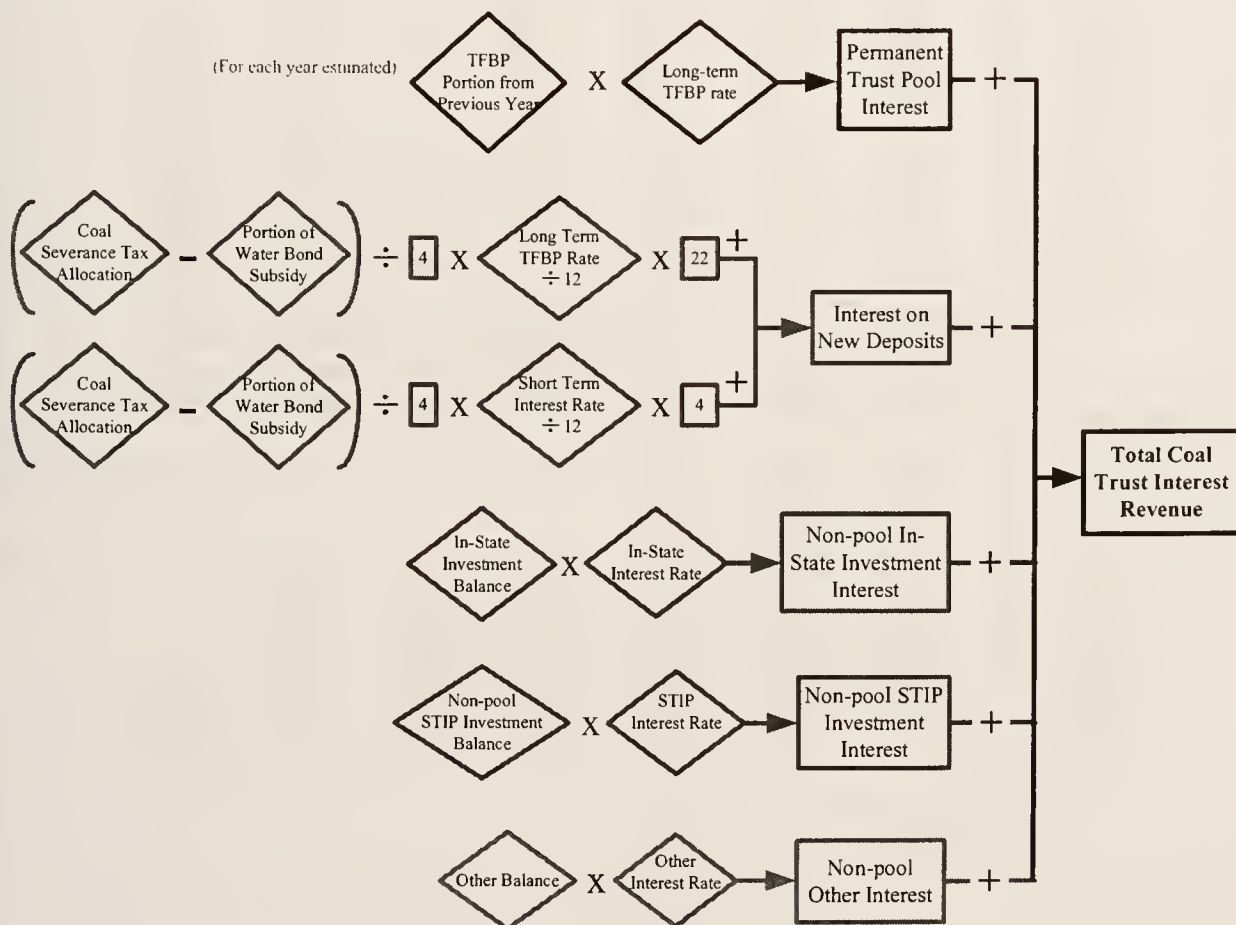 (For each year estimated)
TFBP
Portion from
Previous Year
X
Long-term
TFBP rate
Permanent
Trust Pool
Interest
+
(
Coal
Severance Tax
Allocation
−
Portion of
Water Bond
Subsidy
)
÷
4
X
Long Term
TFBP Rate
÷ 12
X
22
+
Interest on
New Deposits
+
(
Coal
Severance Tax
Allocation
−
Portion of
Water Bond
Subsidy
)
÷
4
X
Short Term
Interest Rate
÷ 12
X
4
+
Total Coal
Trust Interest
Revenue
In-State
Investment
Balance
X
In-State
Interest Rate
Non-pool In-
State Investment
Interest
+
Non-pool
STIP Investment
Balance
X
STIP
Interest Rate
Non-pool STIP
Investment
Interest
+
Other Balance
X
Other
Interest Rate
Non-pool
Other Interest
+